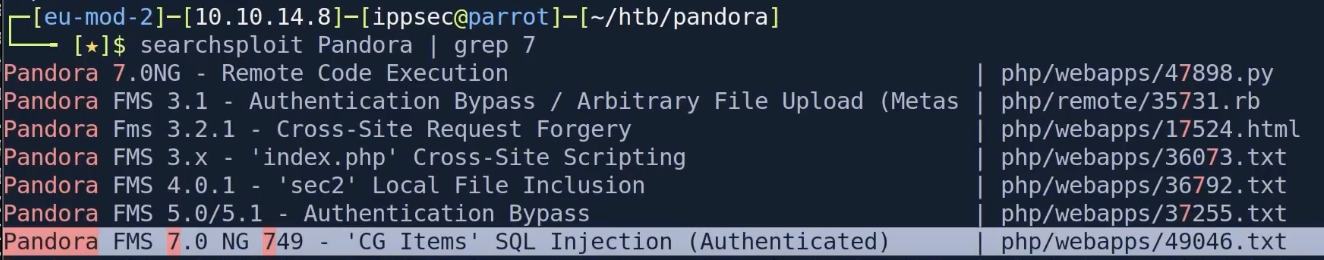 ┌─[eu-mod-2]─[10.10.14.8]─[ippsec@parrot]─[~/htb/pandora]
└──╼ [★]$ searchsploit Pandora | grep 7
Pandora 7.0NG - Remote Code Execution | php/webapps/47898.py
Pandora FMS 3.1 - Authentication Bypass / Arbitrary File Upload (Metas | php/remote/35731.rb
Pandora Fms 3.2.1 - Cross-Site Request Forgery | php/webapps/17524.html
Pandora FMS 3.x - 'index.php' Cross-Site Scripting | php/webapps/36073.txt
Pandora FMS 4.0.1 - 'sec2' Local File Inclusion | php/webapps/36792.txt
Pandora FMS 5.0/5.1 - Authentication Bypass | php/webapps/37255.txt
Pandora FMS 7.0 NG 749 - 'CG Items' SQL Injection (Authenticated) | php/webapps/49046.txt